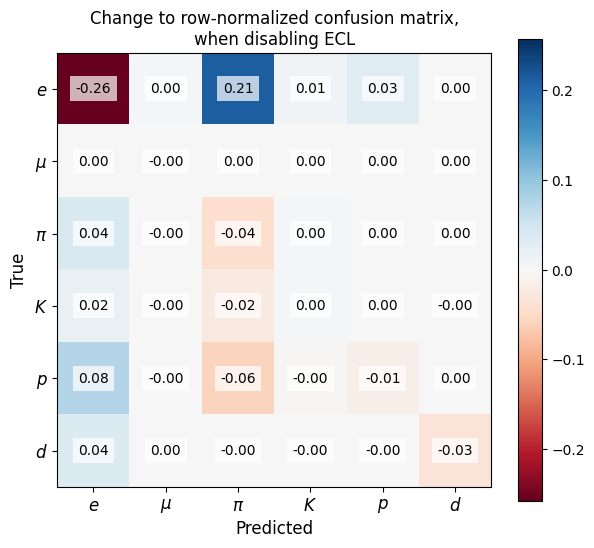 Change to row-normalized confusion matrix,
when disabling ECL
e -0.26 0.00 0.21 0.01 0.03 0.00
μ 0.00 -0.00 0.00 0.00 0.00 0.00
π 0.04 -0.00 -0.04 0.00 0.00 0.00
K 0.02 -0.00 -0.02 0.00 0.00 -0.00
p 0.08 -0.00 -0.06 -0.00 -0.01 0.00
d 0.04 0.00 -0.00 -0.00 -0.00 -0.03
e μ π K p d
Predicted
True
0.2
0.1
0.0
−0.1
−0.2